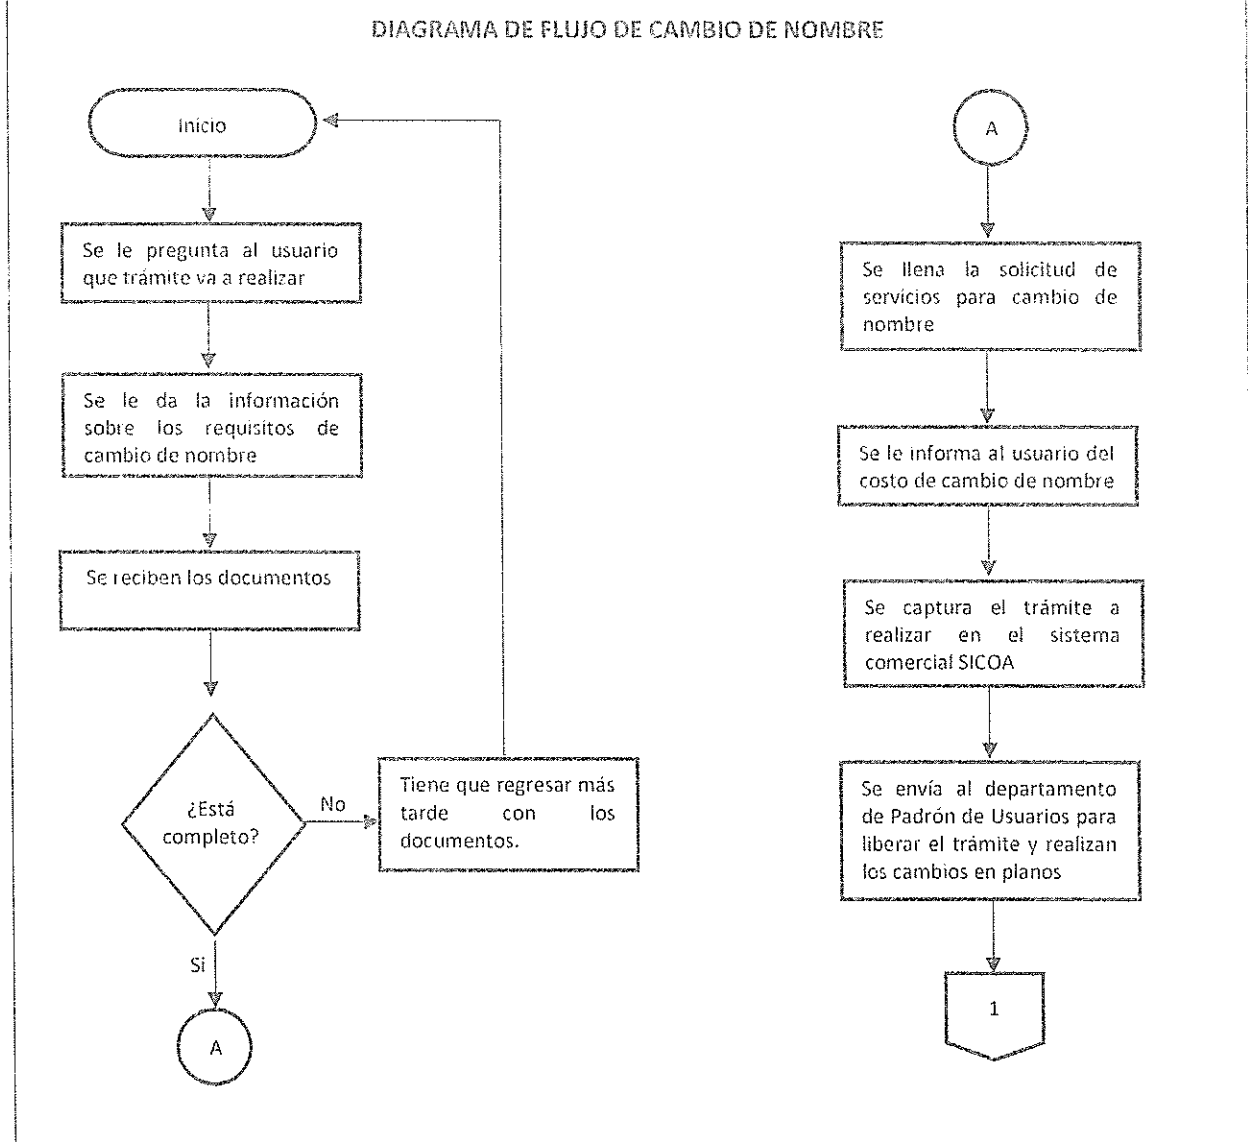 DIAGRAMA DE FLUJO DE CAMBIO DE NOMBRE
Inicio
Se le pregunta al usuario
que trámite va a realizar
Se le da la información
sobre los requisitos de
cambio de nombre
Se reciben los documentos
¿Está
completo?
No
Tiene que regresar más
tarde con los
documentos.
Si
A
A
Se llena la solicitud de
servicios para cambio de
nombre
Se le informa al usuario del
costo de cambio de nombre
Se captura el trámite a
realizar en el sistema
comercial SICOA
Se envía al departamento
de Padrón de Usuarios para
liberar el trámite y realizan
los cambios en planos
1